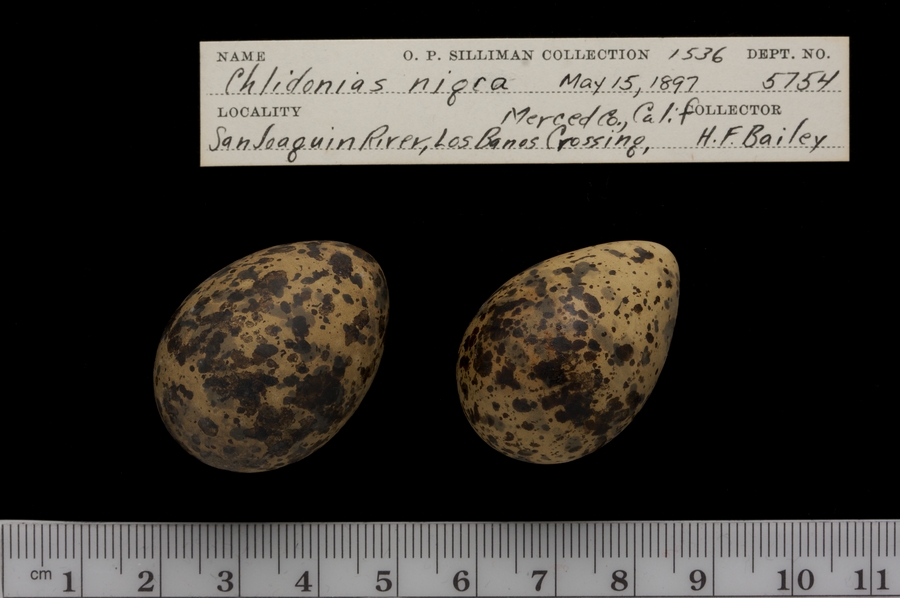 NAME O. P. SILLIMAN COLLECTION 1536 DEPT. NO.
Chlidonias nigra May 15, 1897 5754
LOCALITY Merced Co., Calif COLLECTOR
San Joaquin River, Los Banos Crossing, H. F. Bailey
cm 1 2 3 4 5 6 7 8 9 10 11